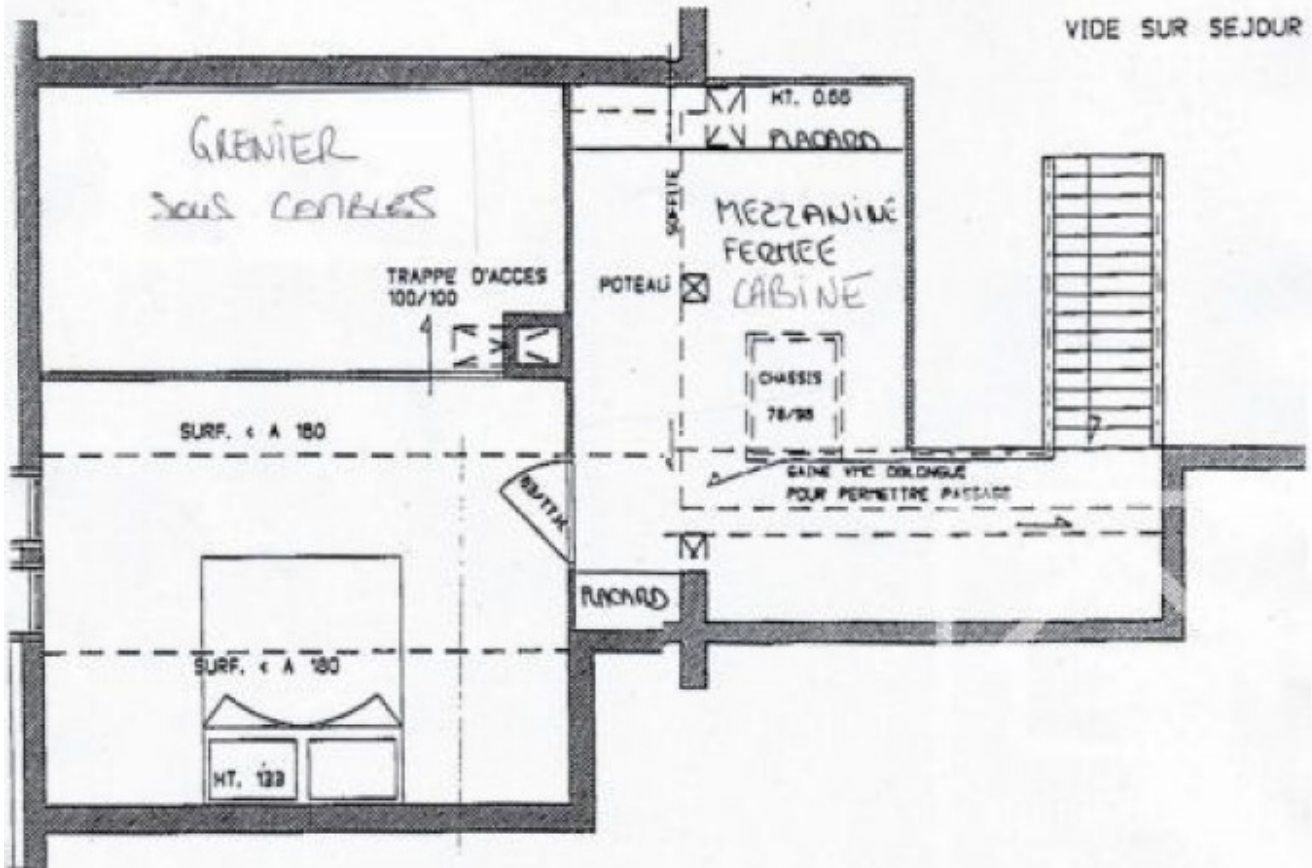 VIDE SUR SEJOUR
HT. 0.66
PLACARD
GRENIER
SOUS COMBLES
SOFFITE
MEZZANINE
FERMEE
CABINE
TRAPPE D'ACCES
100/100
POTEAU
CHASSIS
78/98
SURF. < A 180
GAINE VMC OBLONGUE
POUR PERMETTRE PASSAGE
PLACARD
SURF. < A 180
HT. 133